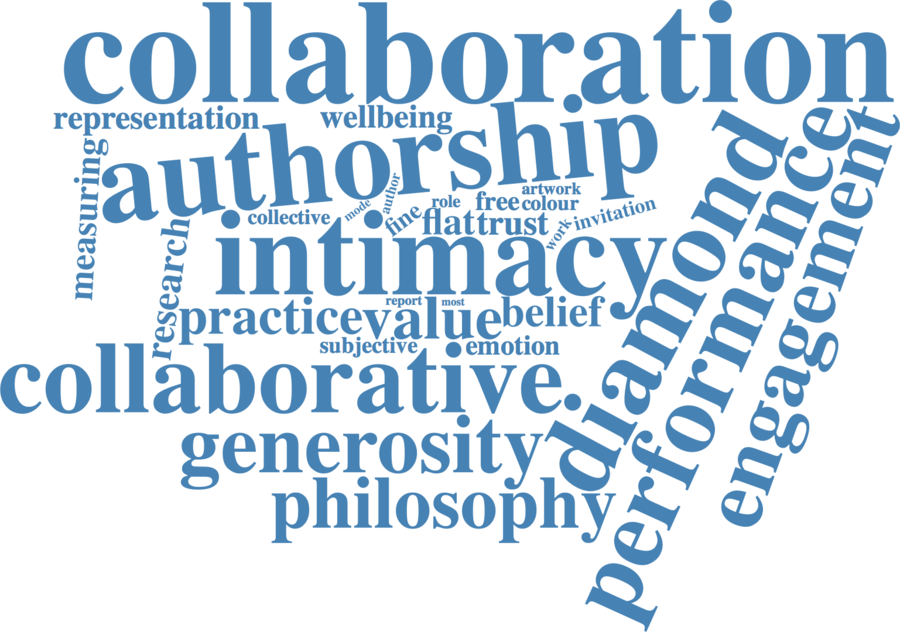 collaboration
representation
wellbeing
authorship
measuring
author
mode
role
artwork
free
colour
collective
fine
flat
trust
work
invitation
research
intimacy
diamond
performance
engagement
report
most
practice
value
belief
subjective
emotion
collaborative.
generosity
philosophy